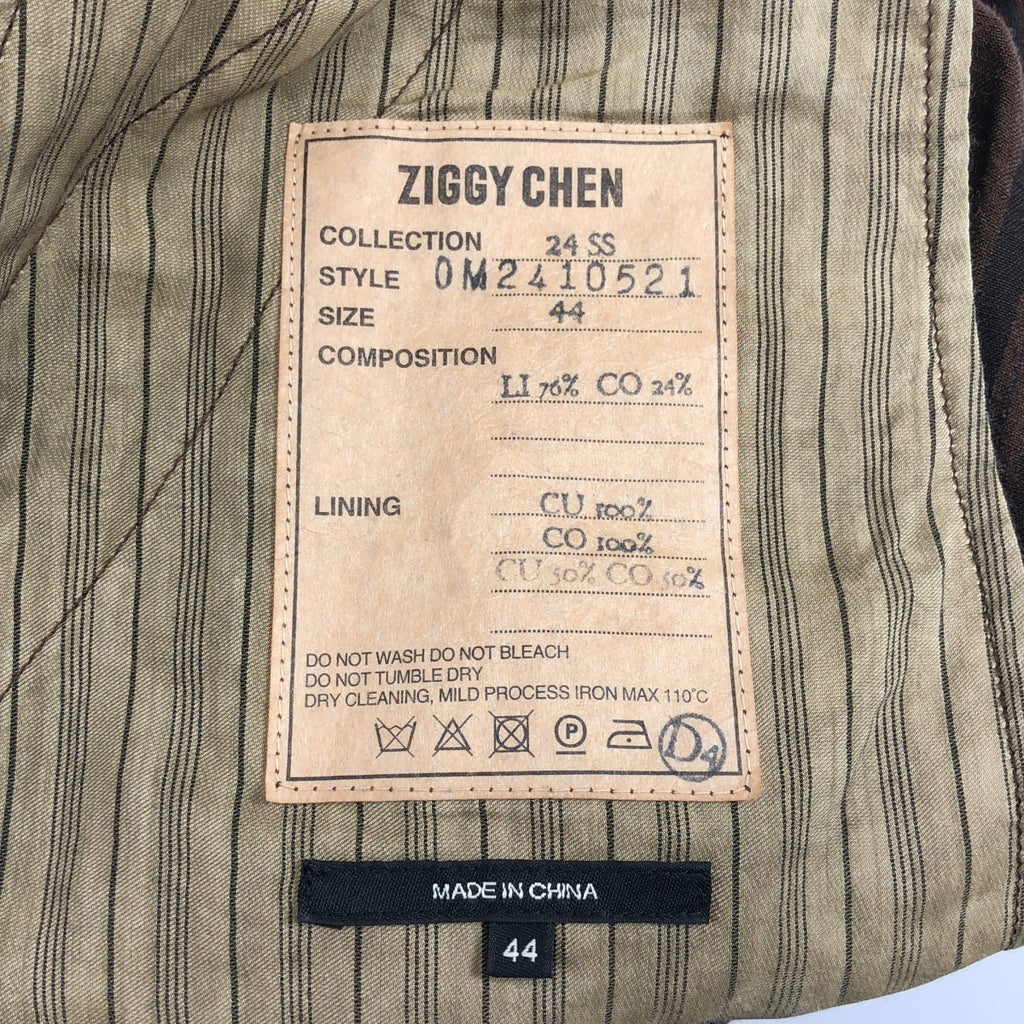 ZIGGY CHEN
COLLECTION 24 SS
STYLE 0M2410521
SIZE 44
COMPOSITION
LI 76% CO 24%
LINING CU 100%
CO 100%
CU 50% CO 50%
DO NOT WASH DO NOT BLEACH
DO NOT TUMBLE DRY
DRY CLEANING, MILD PROCESS IRON MAX 110°C
P
D4
MADE IN CHINA
44